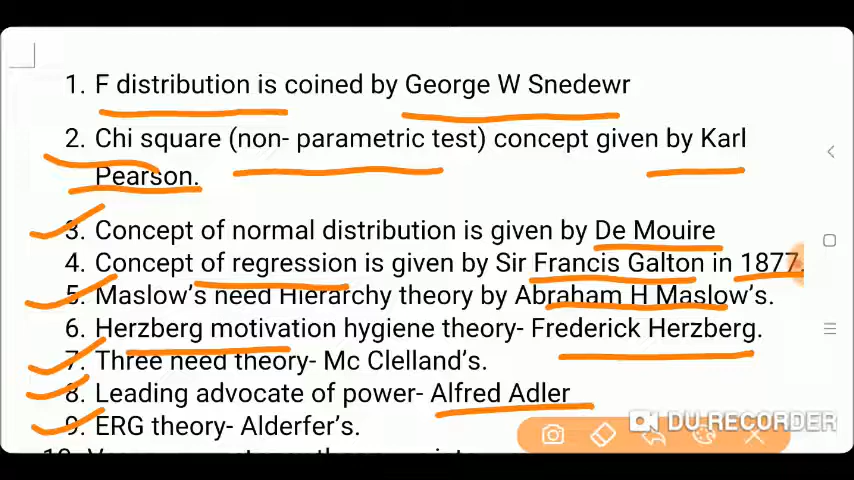 1. F distribution is coined by George W Snedewr
2. Chi square (non- parametric test) concept given by Karl
Pearson.
3. Concept of normal distribution is given by De Mouire
4. Concept of regression is given by Sir Francis Galton in 1877.
5. Maslow's need Hierarchy theory by Abraham H Maslow's.
6. Herzberg motivation hygiene theory- Frederick Herzberg.
7. Three need theory- Mc Clelland's.
8. Leading advocate of power- Alfred Adler
9. ERG theory- Alderfer's.
DU RECORDER